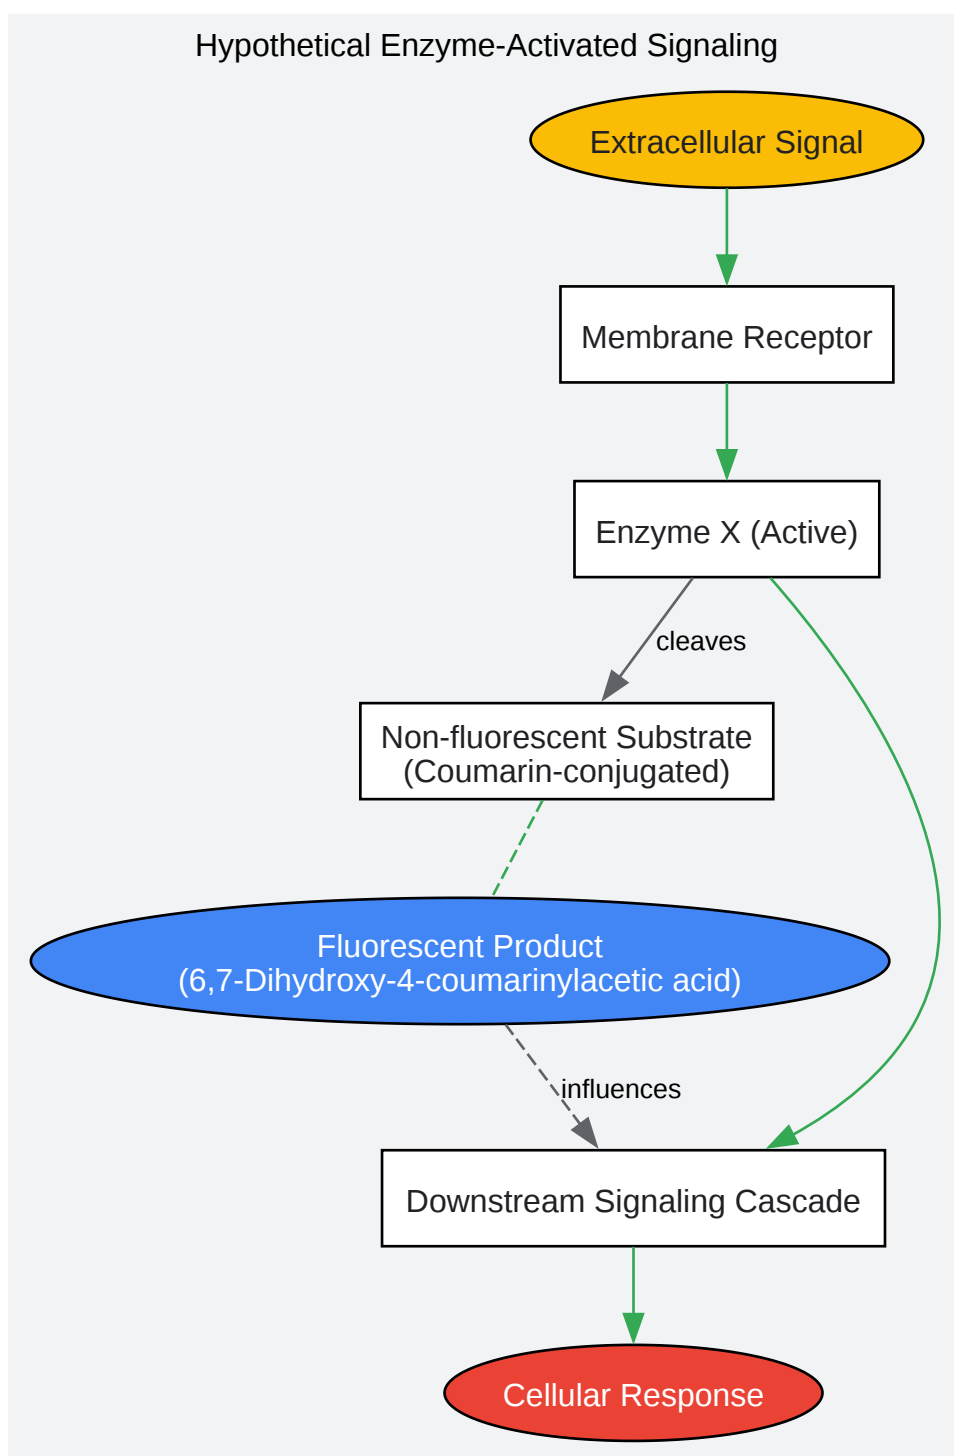 Hypothetical Enzyme-Activated Signaling
Extracellular Signal
Membrane Receptor
Enzyme X (Active)
cleaves
Non-fluorescent Substrate
(Coumarin-conjugated)
Fluorescent Product
(6,7-Dihydroxy-4-coumarinylacetic acid)
influences
Downstream Signaling Cascade
Cellular Response